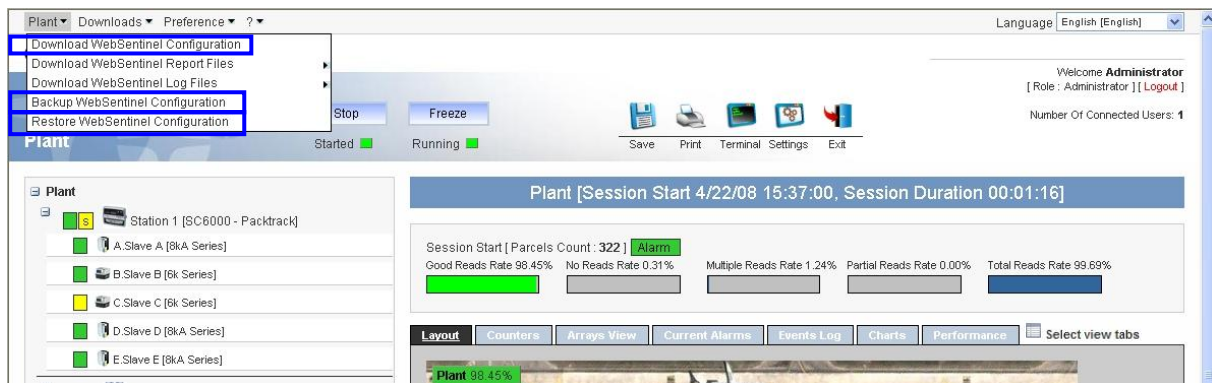 Plant Downloads Preference ?
Language English [English]
Download WebSentinel Configuration
Download WebSentinel Report Files
Download WebSentinel Log Files
Backup WebSentinel Configuration
Restore WebSentinel Configuration
Welcome Administrator
[ Role : Administrator ] [ Logout ]
Number Of Connected Users: 1
Stop Freeze
Plant
Started Running
Save Print Terminal Settings Exit
Plant
S Station 1 [SC6000 - Packtrack]
A.Slave A [8kA Series]
B.Slave B [6k Series]
C.Slave C [6k Series]
D.Slave D [8kA Series]
E.Slave E [8kA Series]
Plant [Session Start 4/22/08 15:37:00, Session Duration 00:01:16]
Session Start [ Parcels Count : 322 ] Alarm
Good Reads Rate 98.45% No Reads Rate 0.31% Multiple Reads Rate 1.24% Partial Reads Rate 0.00% Total Reads Rate 99.69%
Layout Counters Arrays View Current Alarms Events Log Charts Performance Select view tabs
Plant 98.45%